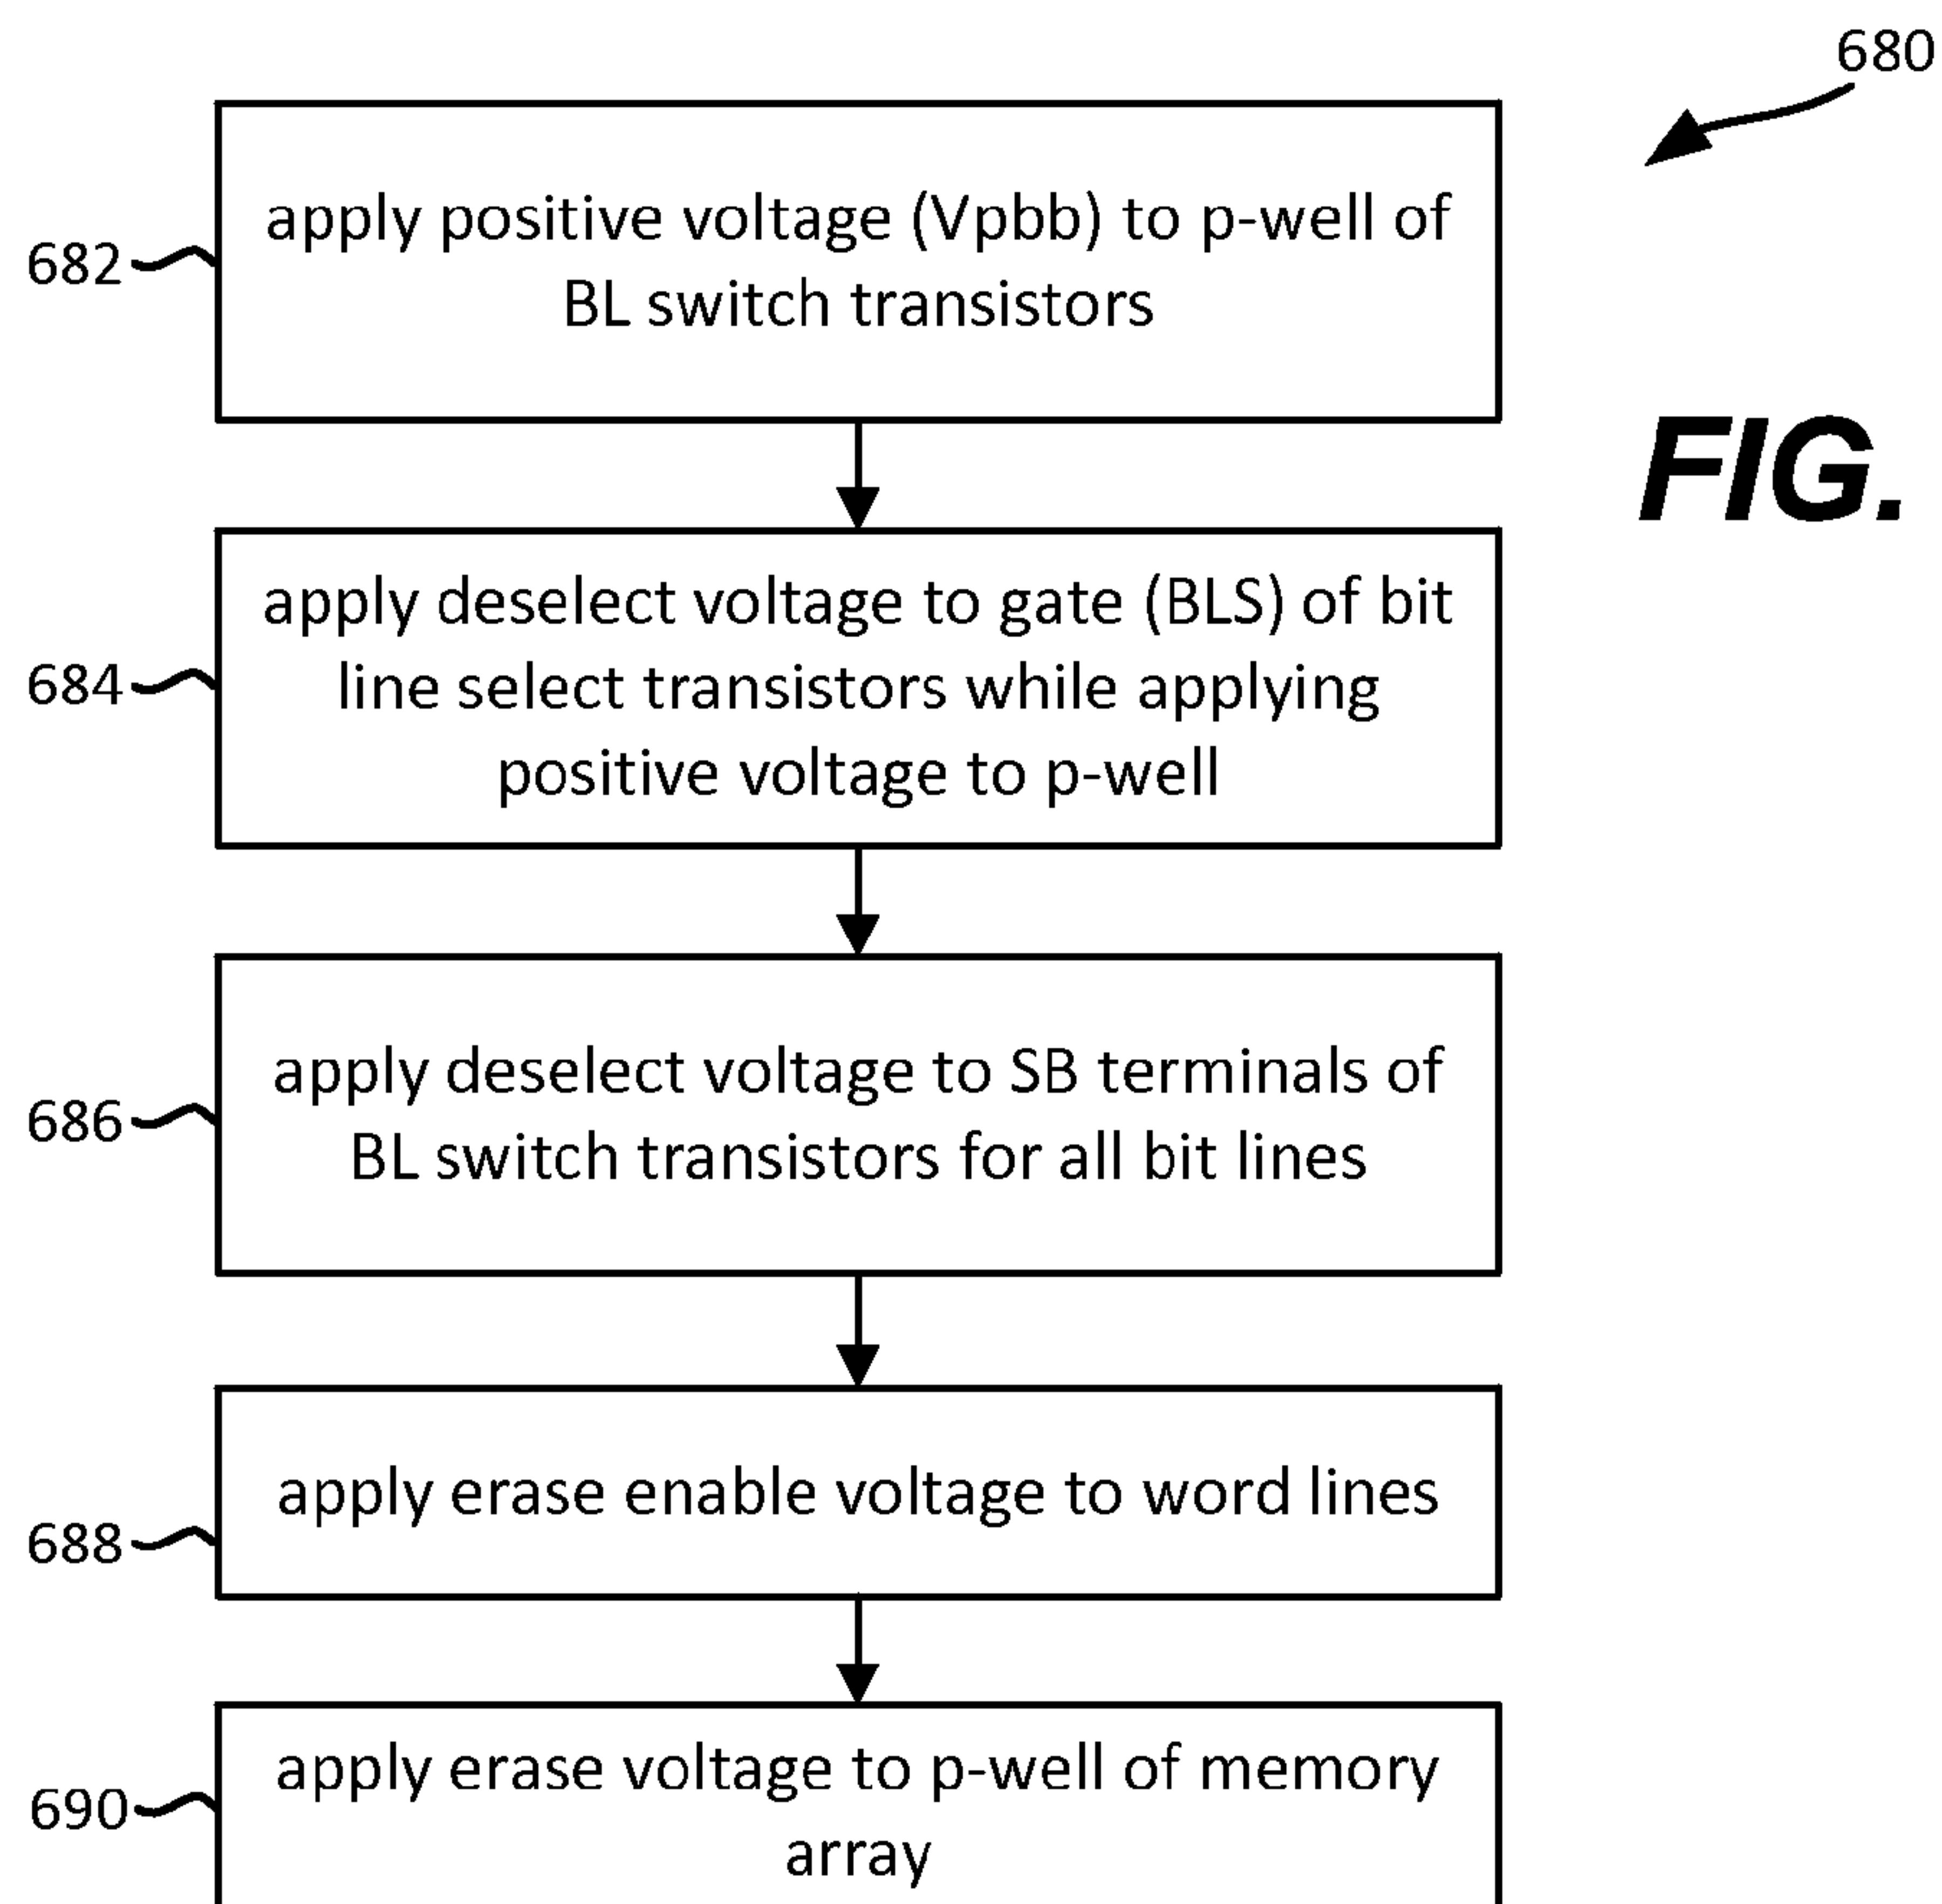 680
682
apply positive voltage (Vpbb) to p-well of
BL switch transistors
FIG.
684
apply deselect voltage to gate (BLS) of bit
line select transistors while applying
positive voltage to p-well
686
apply deselect voltage to SB terminals of
BL switch transistors for all bit lines
688
apply erase enable voltage to word lines
690
apply erase voltage to p-well of memory
array